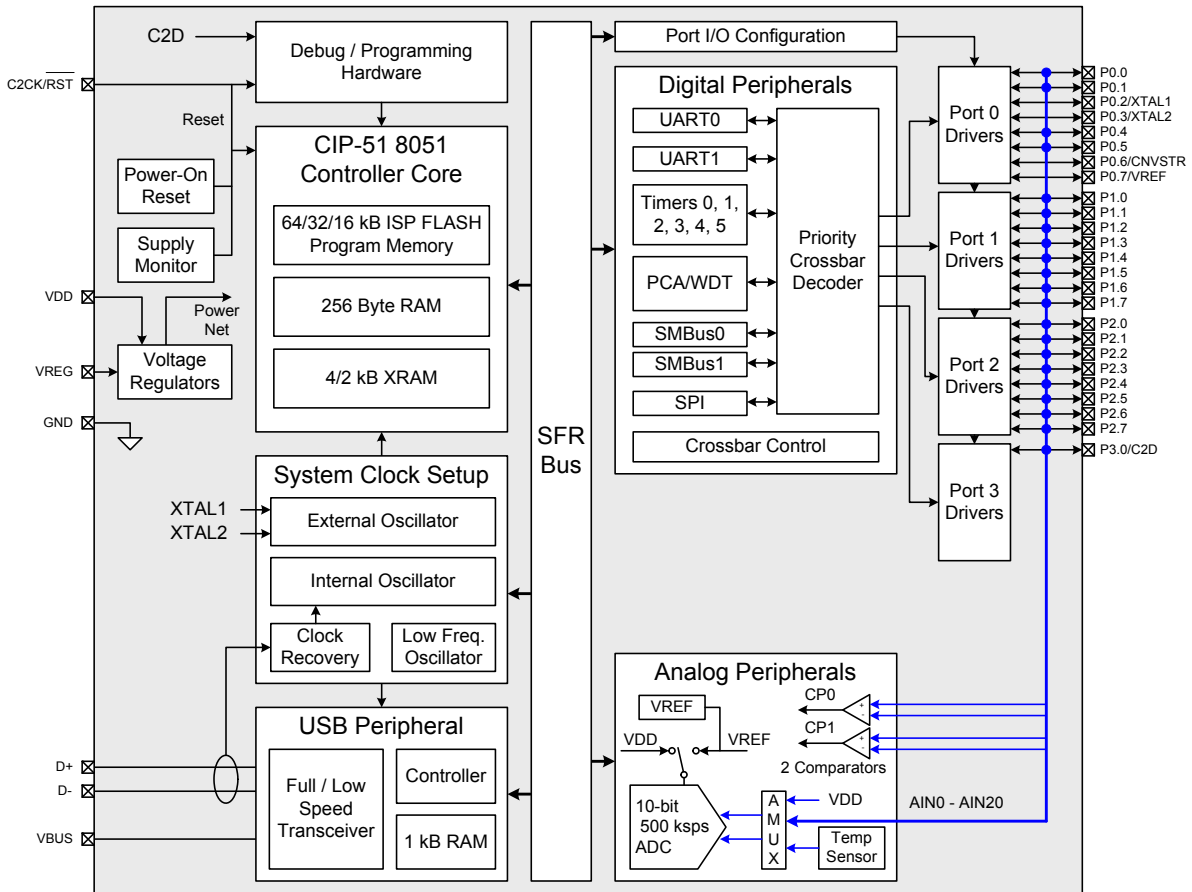 C2D
C2CK/RST
Debug / Programming
Hardware
Reset
Power-On
Reset
Supply
Monitor
VDD
Power
Net
VREG
Voltage
Regulators
GND
CIP-51 8051
Controller Core
64/32/16 kB ISP FLASH
Program Memory
256 Byte RAM
4/2 kB XRAM
System Clock Setup
XTAL1
XTAL2
External Oscillator
Internal Oscillator
Clock
Recovery
Low Freq.
Oscillator
USB Peripheral
D+
D-
VBUS
Full / Low
Speed
Transceiver
Controller
1 kB RAM
SFR
Bus
Port I/O Configuration
Digital Peripherals
UART0
UART1
Timers 0, 1,
2, 3, 4, 5
PCA/WDT
SMBus0
SMBus1
SPI
Priority
Crossbar
Decoder
Crossbar Control
Port 0
Drivers
Port 1
Drivers
Port 2
Drivers
Port 3
Drivers
P0.0
P0.1
P0.2/XTAL1
P0.3/XTAL2
P0.4
P0.5
P0.6/CNVSTR
P0.7/VREF
P1.0
P1.1
P1.2
P1.3
P1.4
P1.5
P1.6
P1.7
P2.0
P2.1
P2.2
P2.3
P2.4
P2.5
P2.6
P2.7
P3.0/C2D
Analog Peripherals
VREF
VDD
VREF
CP0
+
-
CP1
+
-
2 Comparators
10-bit
500 ksps
ADC
A
M
U
X
VDD
Temp
Sensor
AIN0 - AIN20